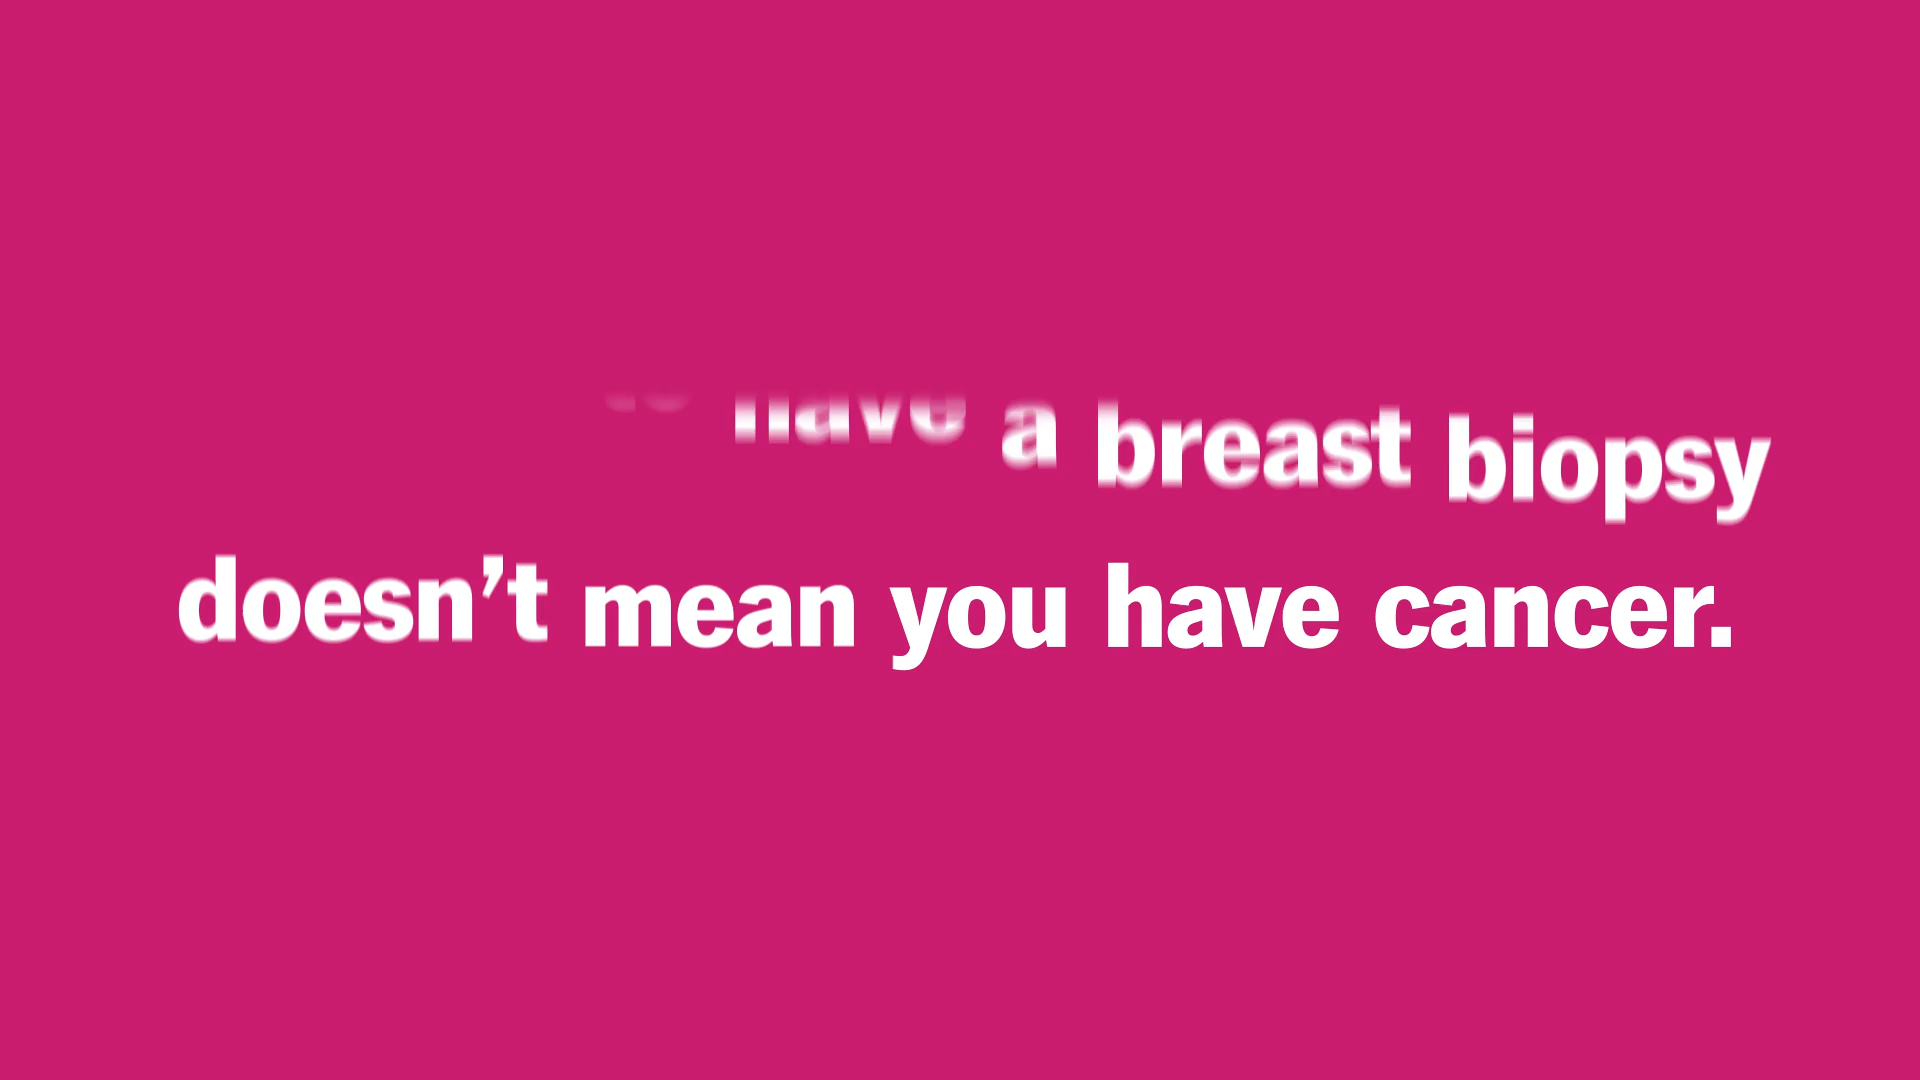 have a breast biopsy
doesn’t mean you have cancer.